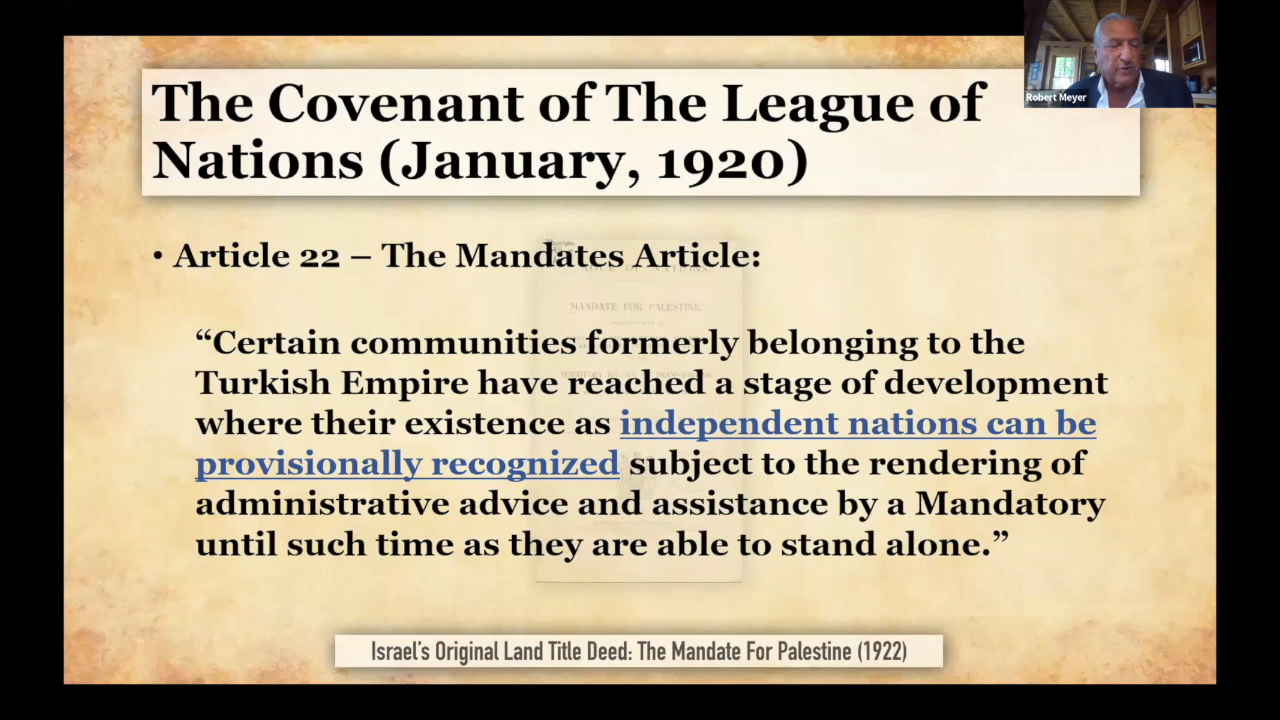 The Covenant of The League of
Nations (January, 1920)
Robert Meyer
• Article 22 – The Mandates Article:
MANDATE FOR PALESTINE,
“Certain communities formerly belonging to the
Turkish Empire have reached a stage of development
where their existence as independent nations can be
provisionally recognized subject to the rendering of
administrative advice and assistance by a Mandatory
until such time as they are able to stand alone.”
Israel’s Original Land Title Deed: The Mandate For Palestine (1922)